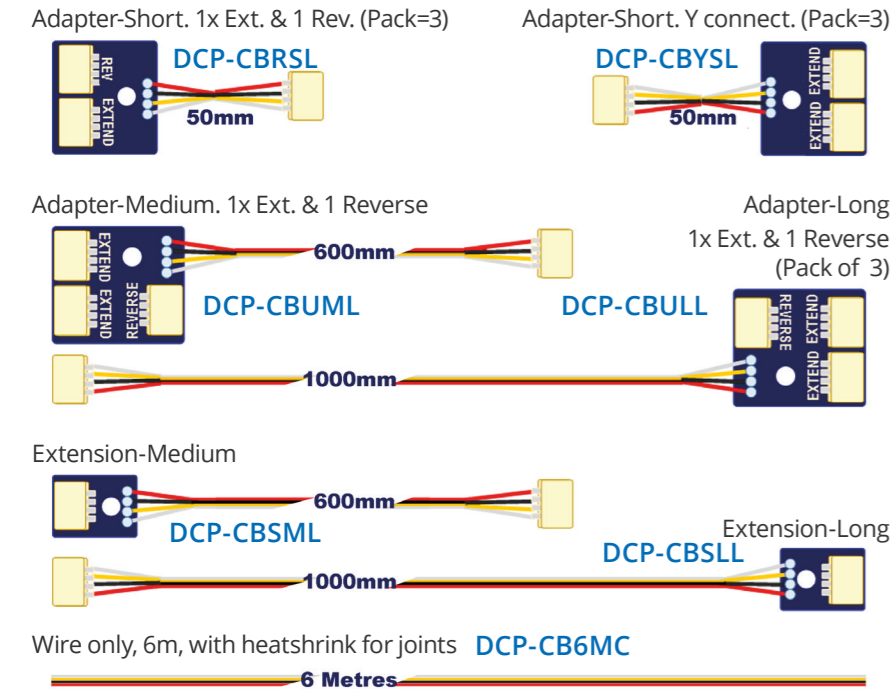 Adapter-Short. 1x Ext. & 1 Rev. (Pack=3)
DCP-CBRSL
REV
EXTEND
50mm
Adapter-Short. Y connect. (Pack=3)
DCP-CBYSL
EXTEND
EXTEND
50mm
Adapter-Medium. 1x Ext. & 1 Reverse
EXTEND
EXTEND
REVERSE
600mm
DCP-CBUML
Adapter-Long
1x Ext. & 1 Reverse
(Pack of 3)
DCP-CBULL
REVERSE
EXTEND
EXTEND
1000mm
Extension-Medium
600mm
DCP-CBSML
Extension-Long
DCP-CBSLL
1000mm
Wire only, 6m, with heatshrink for joints DCP-CB6MC
6 Metres